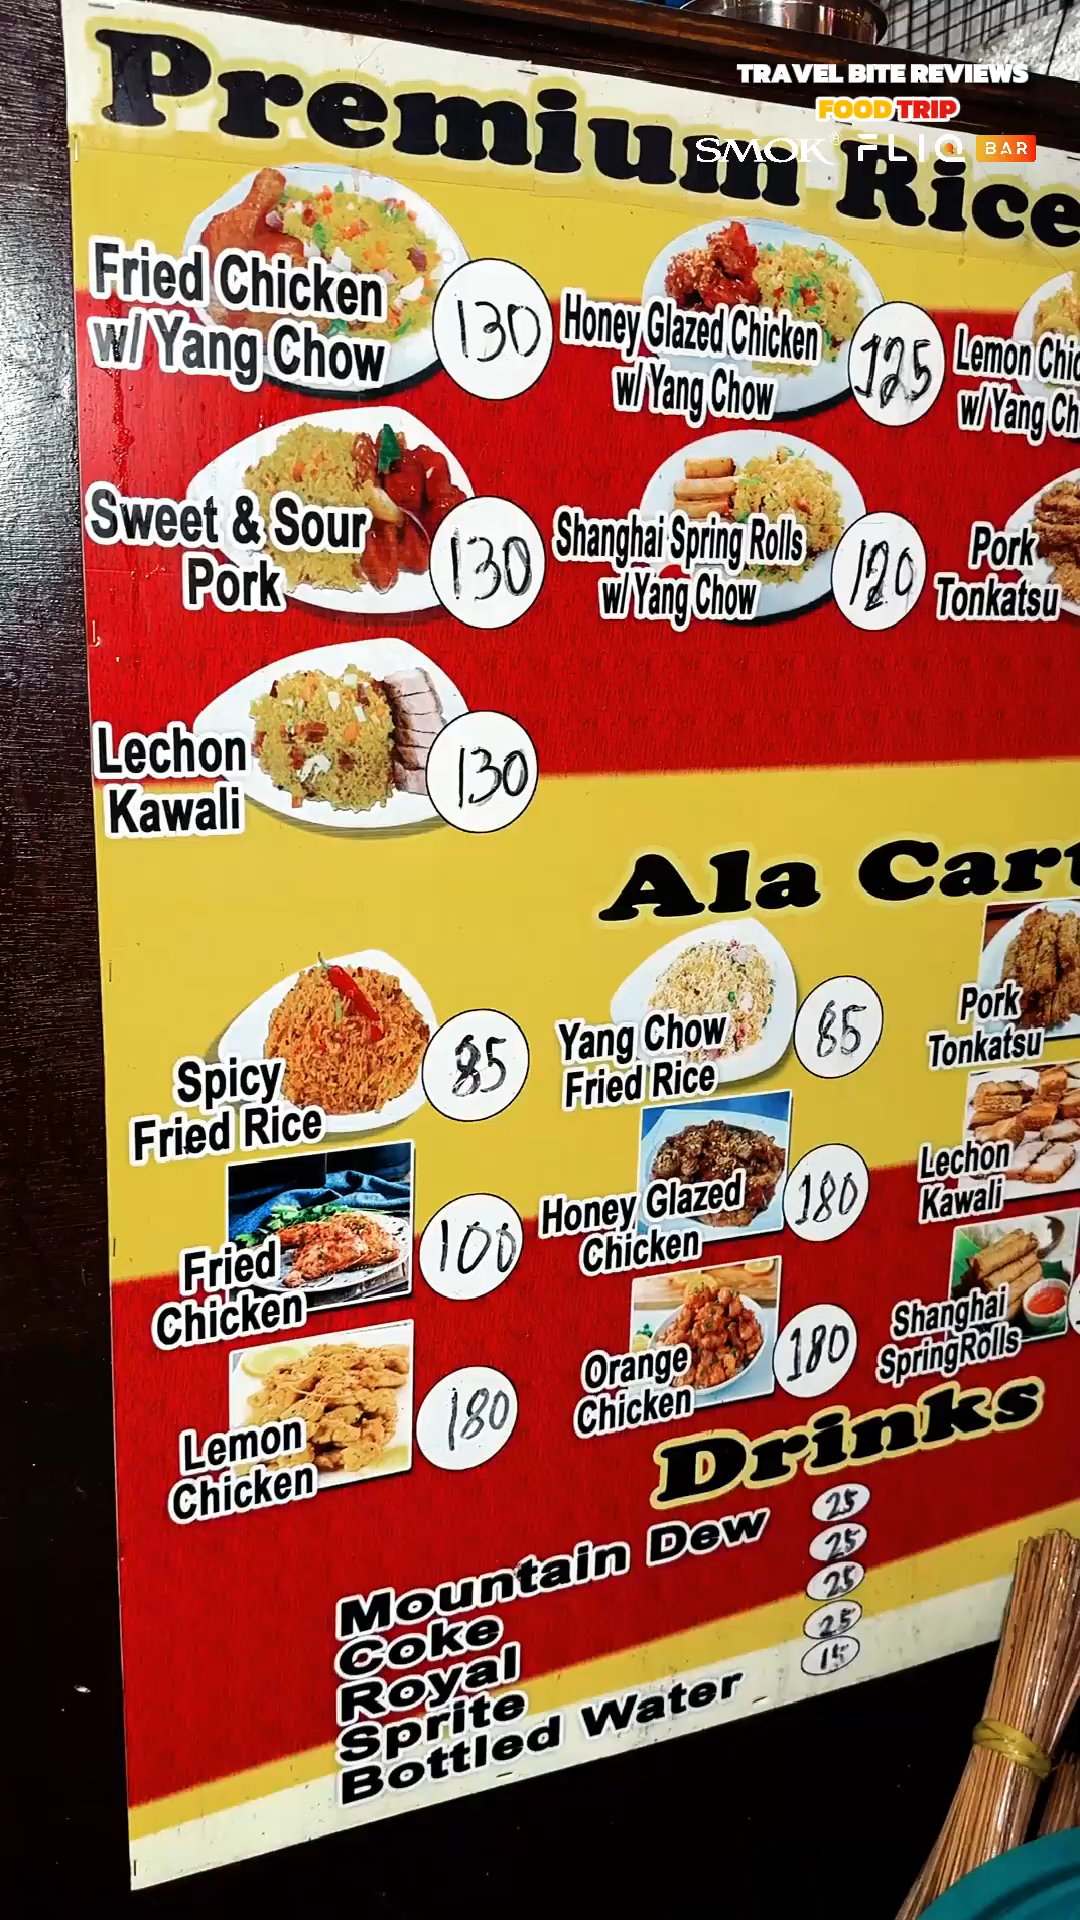 TRAVEL BITE REVIEWS
FOOD TRIP
SMOK FLIQ BAR
Premium Rice
Fried Chicken
w/ Yang Chow
130
Honey Glazed Chicken
w/ Yang Chow
125
Lemon Chic
w/ Yang Ch
Sweet & Sour
Pork
130
Shanghai Spring Rolls
w/ Yang Chow
120
Pork
Tonkatsu
Lechon
Kawali
130
Ala Cart
Spicy
Fried Rice
85
Yang Chow
Fried Rice
85
Pork
Tonkatsu
Fried
Chicken
100
Honey Glazed
Chicken
180
Lechon
Kawali
Lemon
Chicken
180
Orange
Chicken
180
Shanghai
SpringRolls
Drinks
Mountain Dew 25
Coke 25
Royal 25
Sprite 25
Bottled Water 15